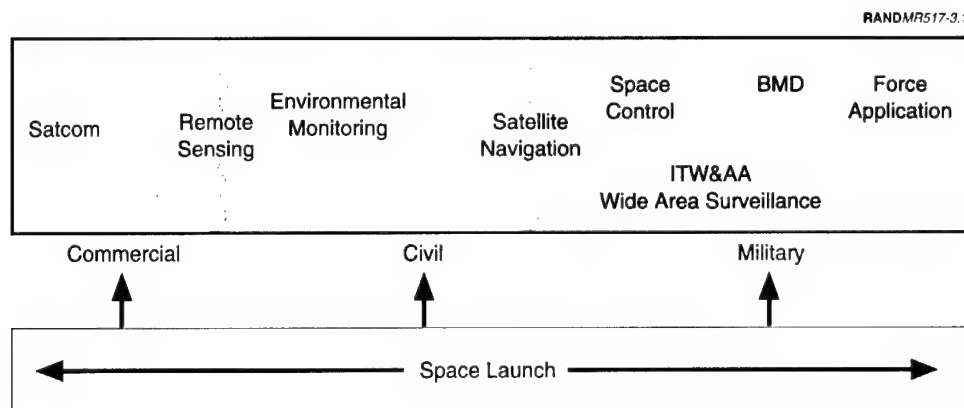 RANDMR517-3.1
Space Control
BMD
Force Application
Environmental Monitoring
Satcom
Remote Sensing
Satellite Navigation
ITW&AA
Wide Area Surveillance
Commercial
Civil
Military
Space Launch